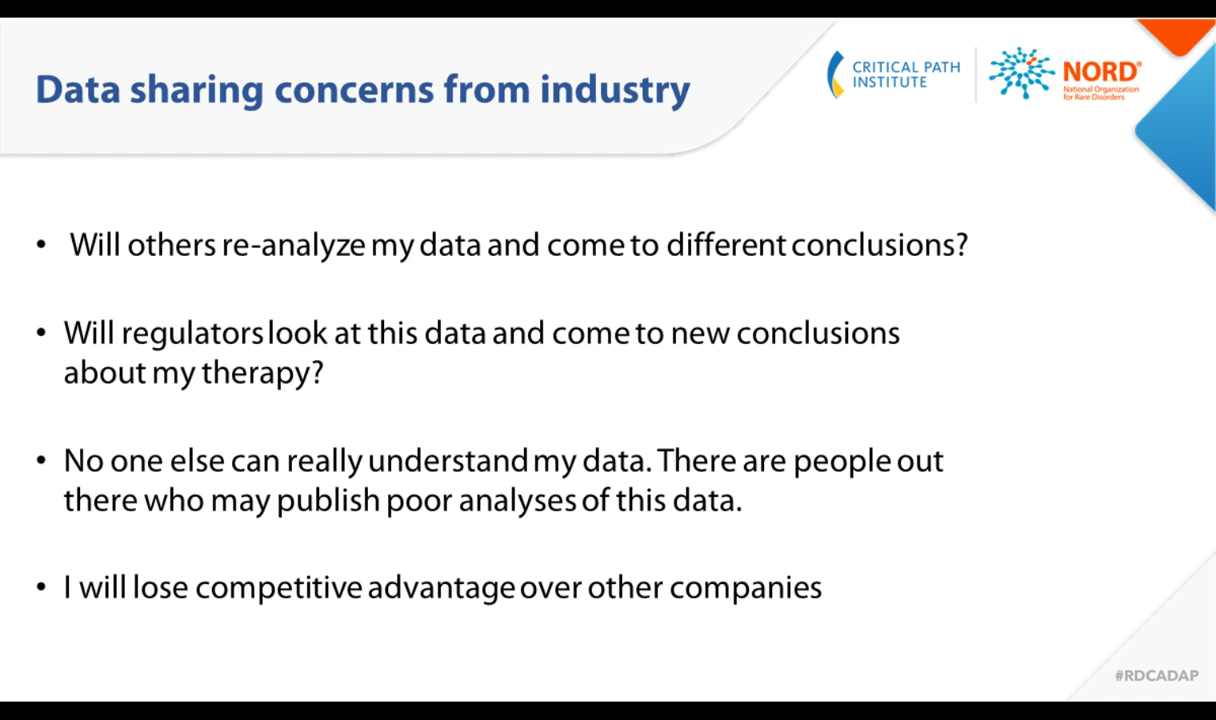 Data sharing concerns from industry
CRITICAL PATH
INSTITUTE
NORD®
National Organization
for Rare Disorders
• Will others re-analyze my data and come to different conclusions?
• Will regulators look at this data and come to new conclusions
about my therapy?
• No one else can really understand my data. There are people out
there who may publish poor analyses of this data.
• I will lose competitive advantage over other companies
#RDCADAP